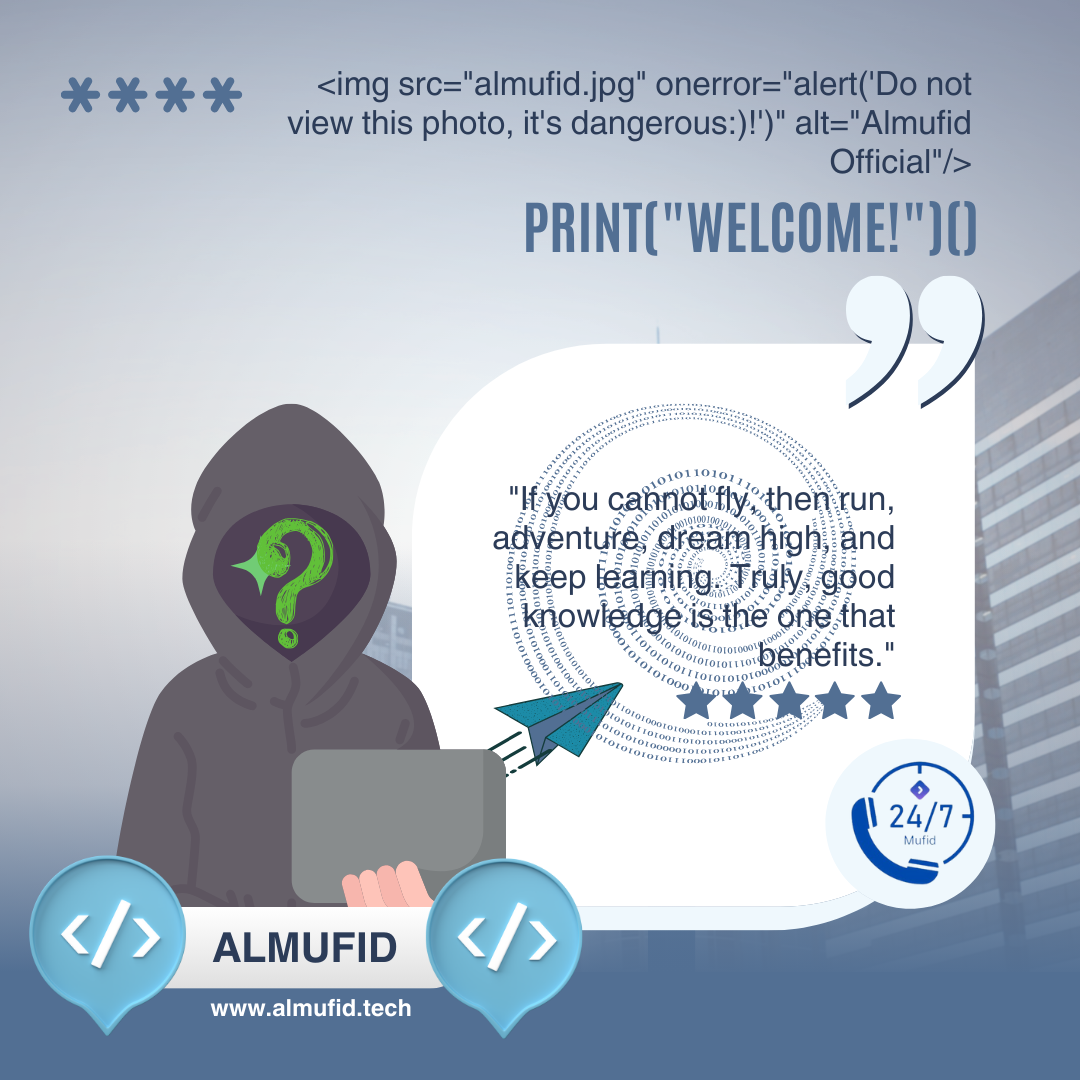 ****
<img src="almufid.jpg" onerror="alert('Do not
view this photo, it's dangerous:)!')" alt="Almufid
Official"/>
PRINT("WELCOME!")()
"If you cannot fly, then run,
adventure, dream high, and
keep learning. Truly, good
knowledge is the one that
benefits."
24/7
Mufid
</>
ALMUFID
</>
www.almufid.tech